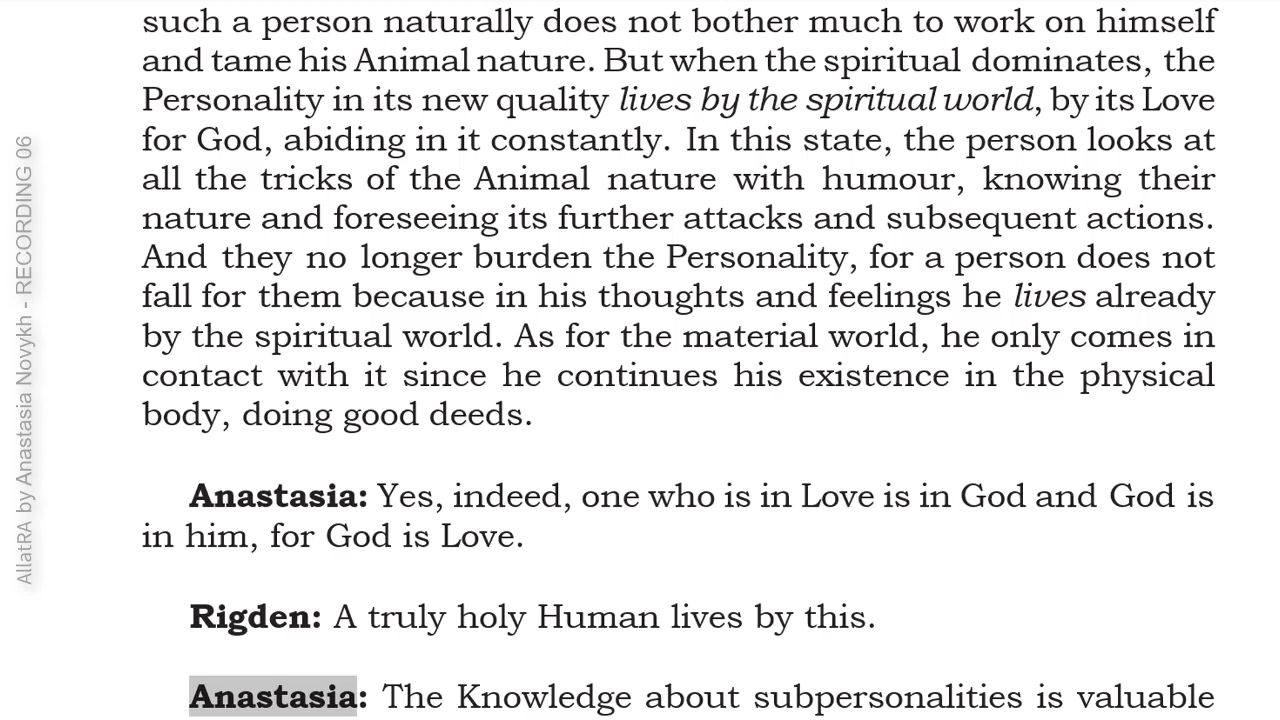 such a person naturally does not bother much to work on himself
and tame his Animal nature. But when the spiritual dominates, the
Personality in its new quality lives by the spiritual world, by its Love
for God, abiding in it constantly. In this state, the person looks at
all the tricks of the Animal nature with humour, knowing their
nature and foreseeing its further attacks and subsequent actions.
And they no longer burden the Personality, for a person does not
fall for them because in his thoughts and feelings he lives already
by the spiritual world. As for the material world, he only comes in
contact with it since he continues his existence in the physical
body, doing good deeds.
Anastasia: Yes, indeed, one who is in Love is in God and God is
in him, for God is Love.
Rigden: A truly holy Human lives by this.
Anastasia: The Knowledge about subpersonalities is valuable
AllatRA by Anastasia Novykh - RECORDING 06